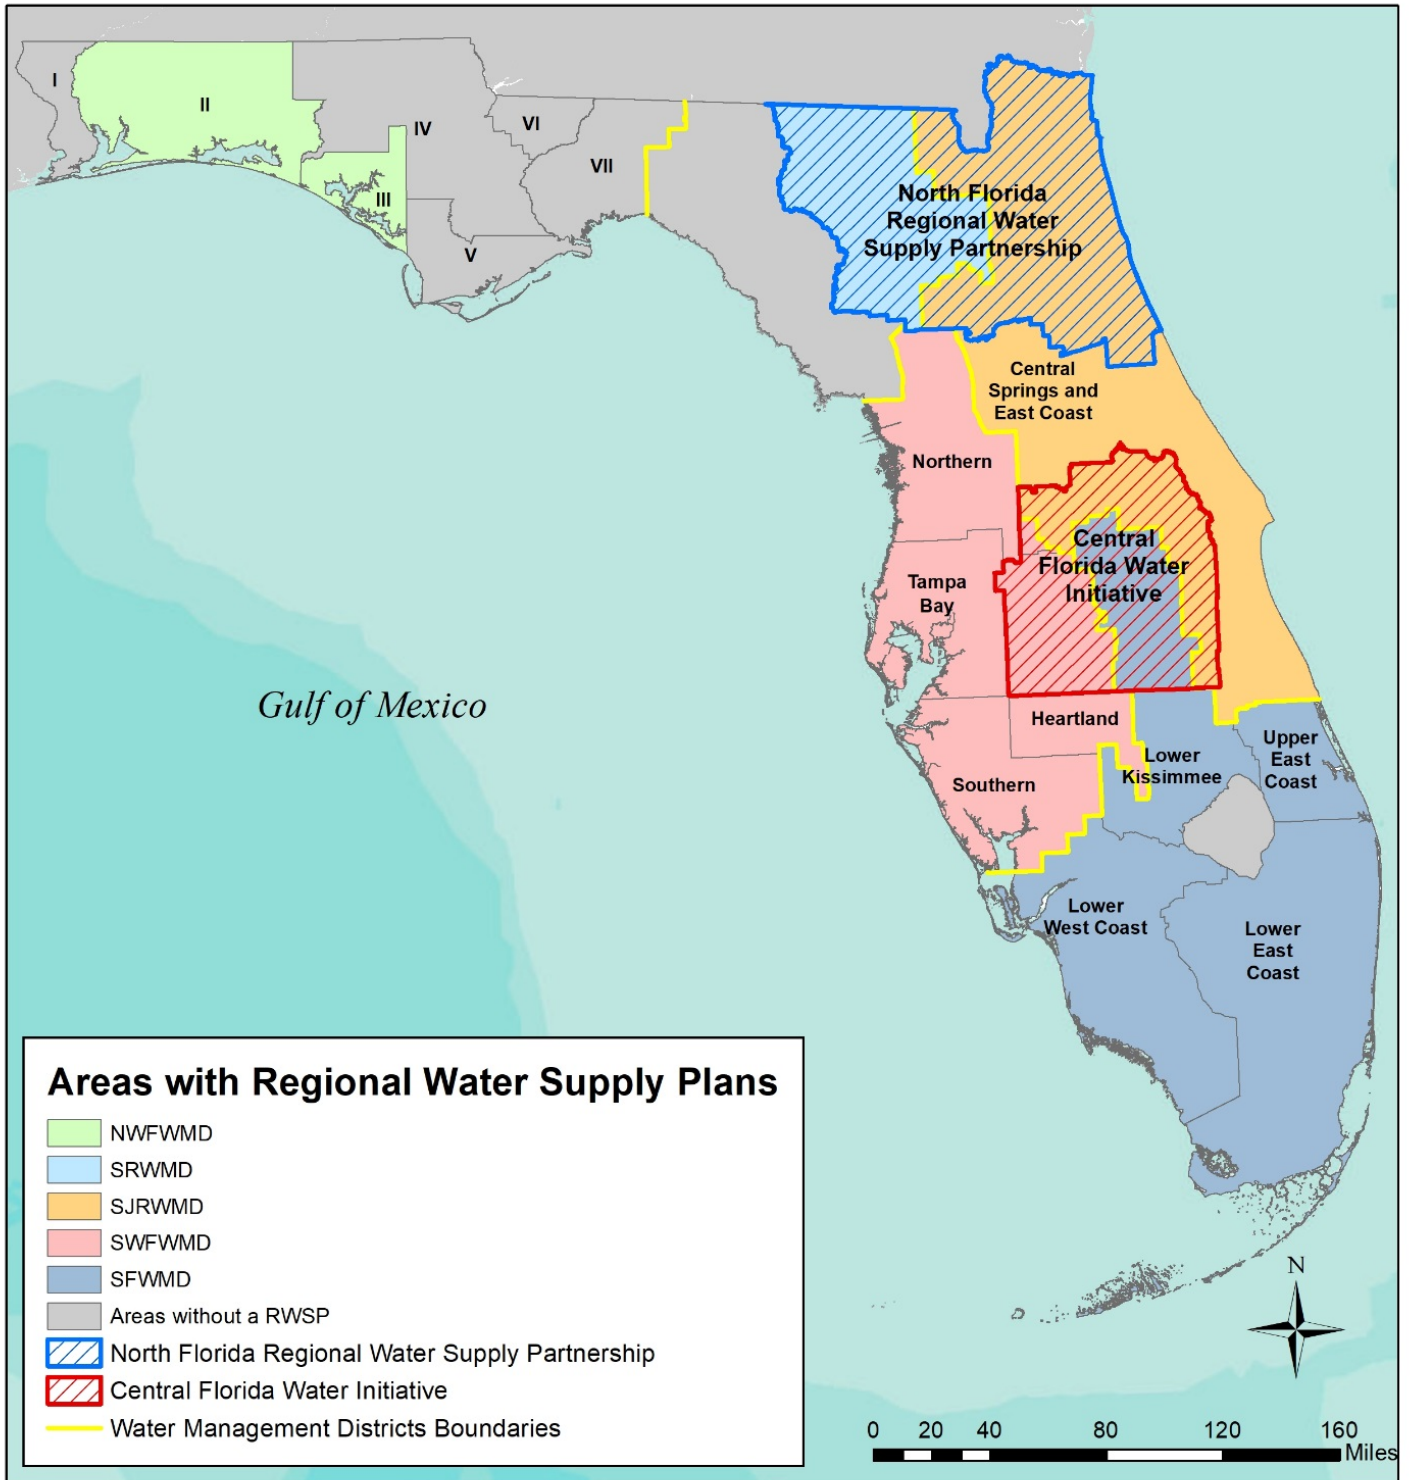 I
II
III
IV
V
VI
VII
North Florida
Regional Water
Supply Partnership
Central
Springs and
East Coast
Northern
Central
Florida Water
Initiative
Tampa
Bay
Gulf of Mexico
Heartland
Lower
Kissimmee
Upper
East
Coast
Southern
Lower
West Coast
Lower
East
Coast
Areas with Regional Water Supply Plans
NWFWMD
SRWMD
SJRWMD
SWFWMD
SFWMD
Areas without a RWSP
North Florida Regional Water Supply Partnership
Central Florida Water Initiative
Water Management Districts Boundaries
N
0 20 40 80 120 160
Miles